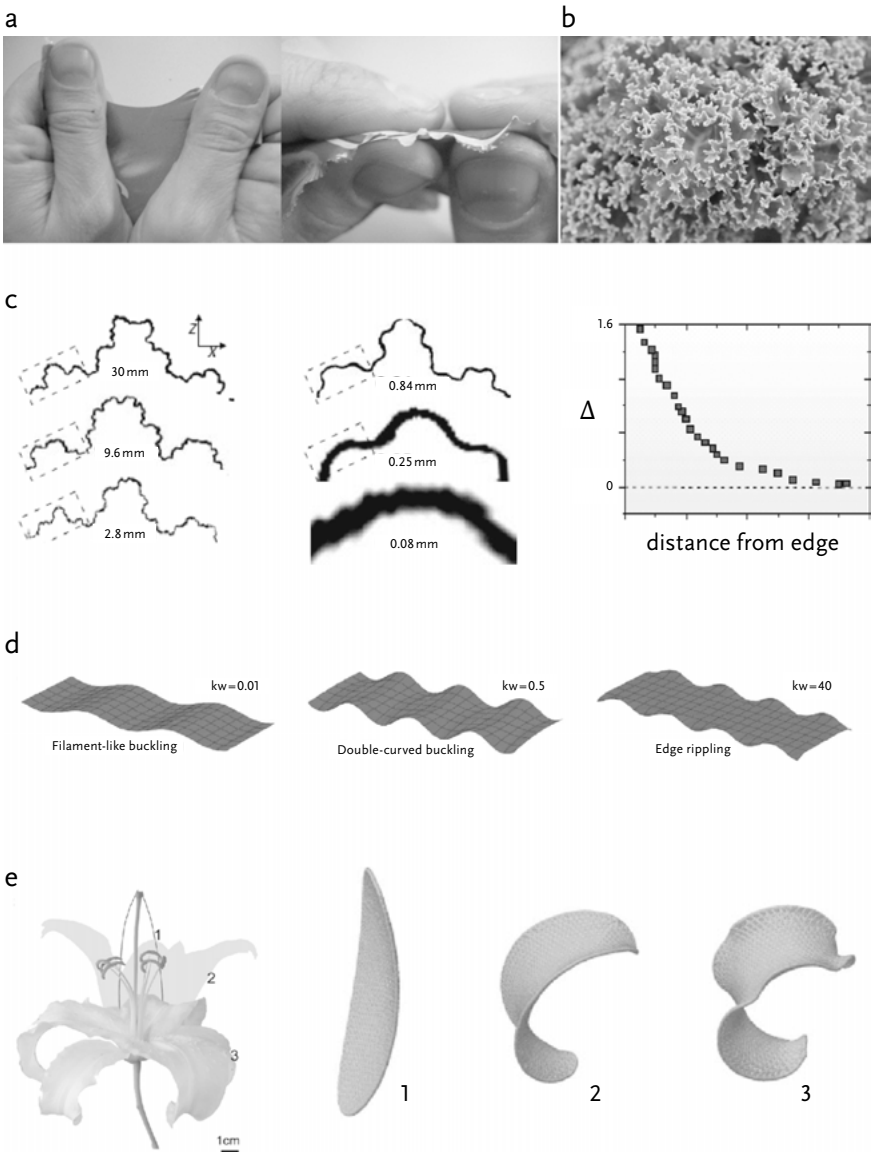 a
b
c
Z
X
30 mm
9.6 mm
2.8 mm
0.84 mm
0.25 mm
0.08 mm
1.6
Δ
0
distance from edge
d
kw=0.01
Filament-like buckling
kw=0.5
Double-curved buckling
kw=40
Edge rippling
e
1
2
3
1cm
1
2
3